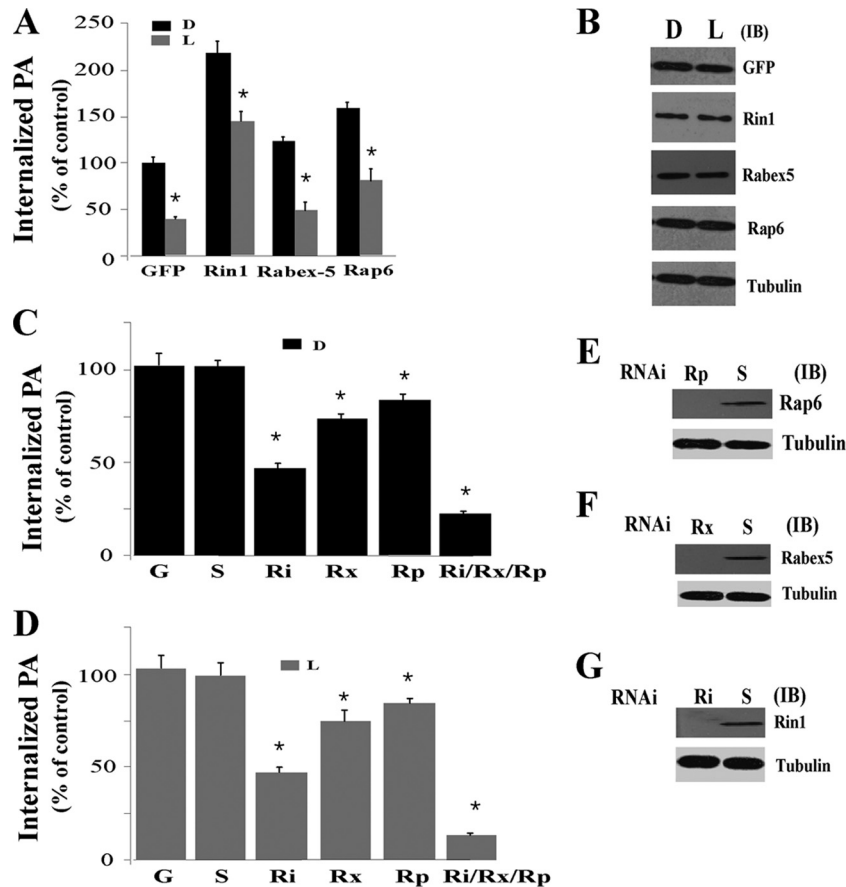 A
Internalized PA
(% of control)
250
200
150
100
50
0
D
L
*
*
*
*
GFP Rin1 Rabex-5 Rap6
B
D L (IB)
GFP
Rin1
Rabex5
Rap6
Tubulin
C
Internalized PA
(% of control)
100
50
0
D
*
*
*
*
G S Ri Rx Rp Ri/Rx/Rp
D
Internalized PA
(% of control)
100
50
0
L
*
*
*
*
G S Ri Rx Rp Ri/Rx/Rp
E
RNAi Rp S (IB)
Rap6
Tubulin
F
RNAi Rx S (IB)
Rabex5
Tubulin
G
RNAi Ri S (IB)
Rin1
Tubulin